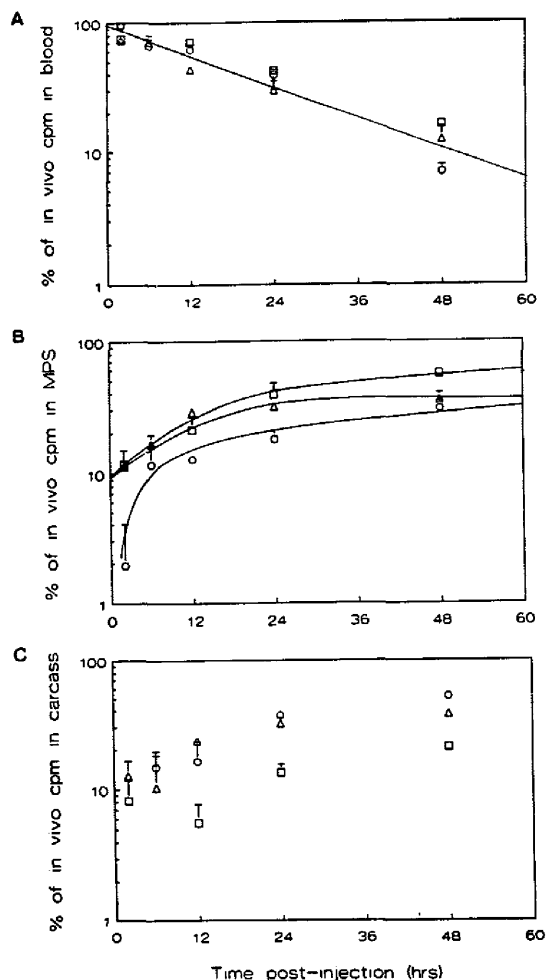 A
% of in vivo cpm in blood
100
10
1
0 12 24 36 48 60
B
% of in vivo cpm in MPS
100
10
1
0 12 24 36 48 60
C
% of in vivo cpm in carcass
100
10
1
0 12 24 36 48 60
Time post-injection (hrs)